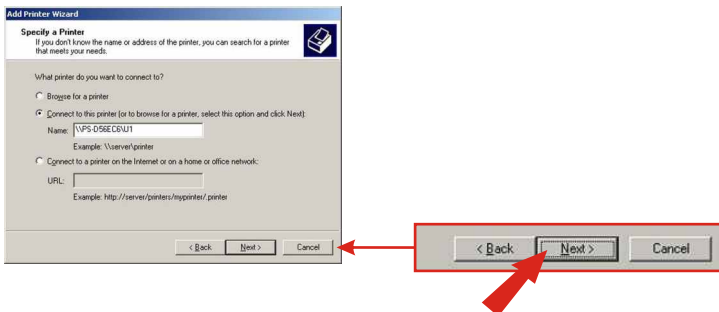 Add Printer Wizard
Specify a Printer
If you don't know the name or address of the printer, you can search for a printer
that meets your needs.
What printer do you want to connect to?
Browse for a printer
Connect to this printer (or to browse for a printer, select this option and click Next):
Name: \\PS-D56EC6\U1
Example: \\server\printer
Connect to a printer on the Internet or on a home or office network:
URL:
Example: http://server/printers/myprinter/.printer
< Back Next > Cancel
< Back Next > Cancel